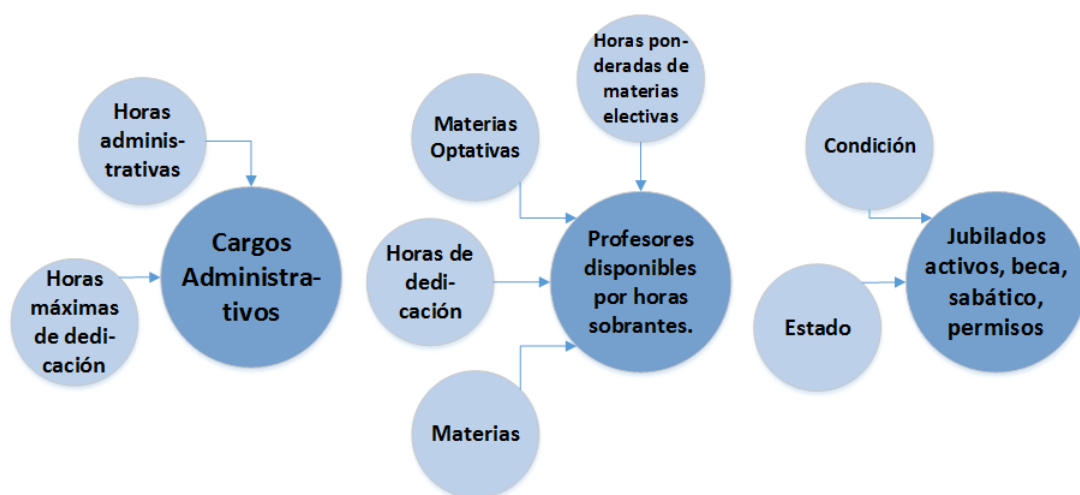 Horas
adminis-
trativas
Cargos
Administra-
tivos
Horas
máximas
de dedi-
cación
Horas pon-
deradas de
materias
electivas
Materias
Optativas
Horas de
dedi-
cación
Profesores
disponibles
por horas
sobrantes.
Materias
Condición
Jubilados
activos, beca,
sabático,
permisos
Estado